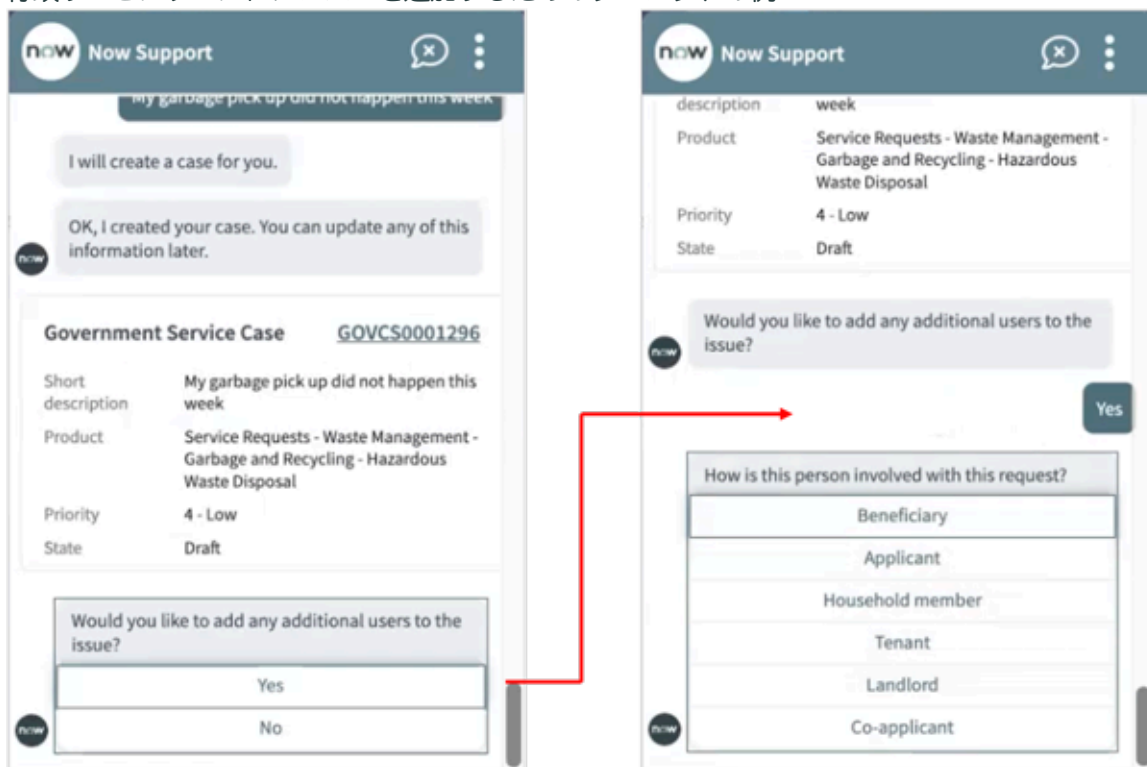 now Now Support
My garbage pick up did not happen this week
I will create a case for you.
OK, I created your case. You can update any of this
information later.
now
Government Service Case GOVCS0001296
Short
description
My garbage pick up did not happen this
week
Product
Service Requests - Waste Management -
Garbage and Recycling - Hazardous
Waste Disposal
Priority 4 - Low
State Draft
Would you like to add any additional users to the
issue?
Yes
No
now
now Now Support
description week
Product
Service Requests - Waste Management -
Garbage and Recycling - Hazardous
Waste Disposal
Priority 4 - Low
State Draft
Would you like to add any additional users to the
issue?
now
Yes
How is this person involved with this request?
Beneficiary
Applicant
Household member
Tenant
Landlord
Co-applicant
now